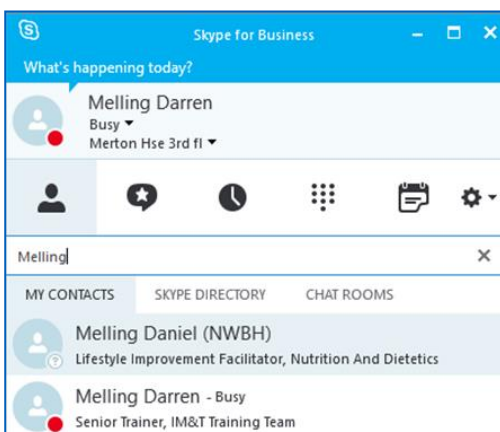 Skype for Business
What's happening today?
Melling Darren
Busy
Merton Hse 3rd fl
Melling
MY CONTACTS SKYPE DIRECTORY CHAT ROOMS
Melling Daniel (NWBH)
Lifestyle Improvement Facilitator, Nutrition And Dietetics
Melling Darren - Busy
Senior Trainer, IM&T Training Team